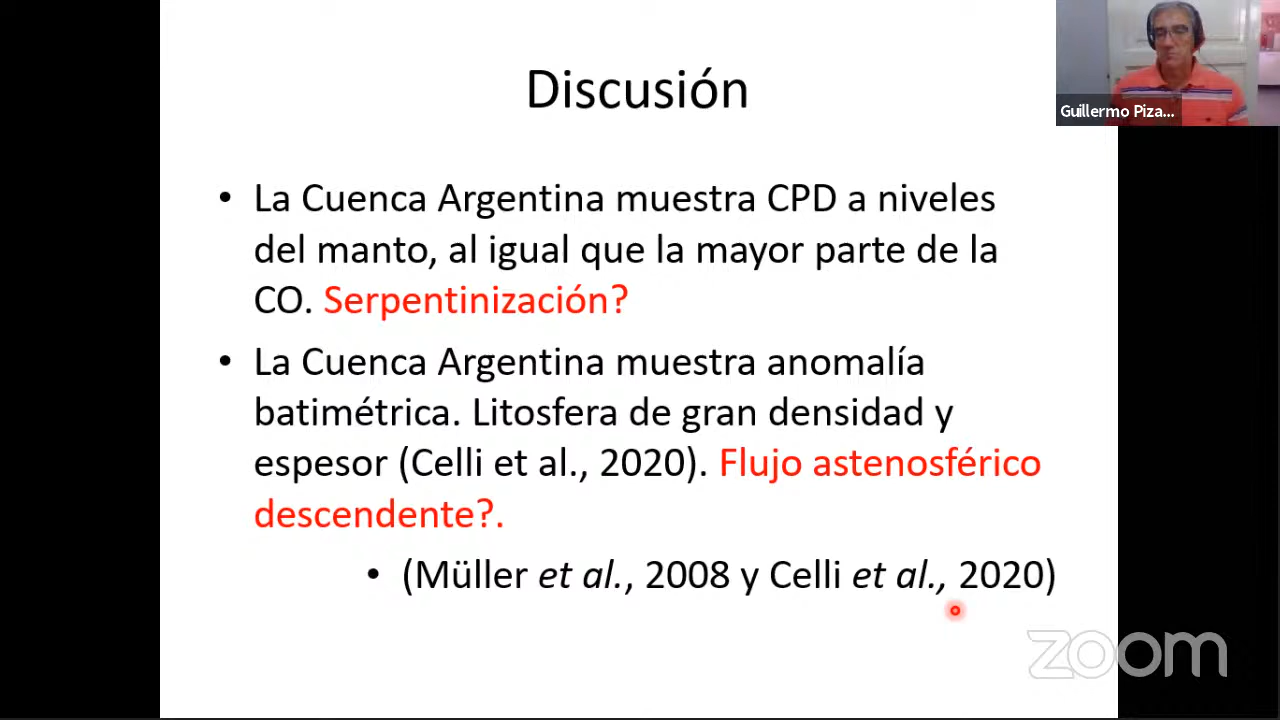 Discusión
Guillermo Piza...
• La Cuenca Argentina muestra CPD a niveles
del manto, al igual que la mayor parte de la
CO. Serpentinización?
• La Cuenca Argentina muestra anomalía
batimétrica. Litosfera de gran densidad y
espesor (Celli et al., 2020). Flujo astenosférico
descendente?.
• (Müller et al., 2008 y Celli et al., 2020)
zoom